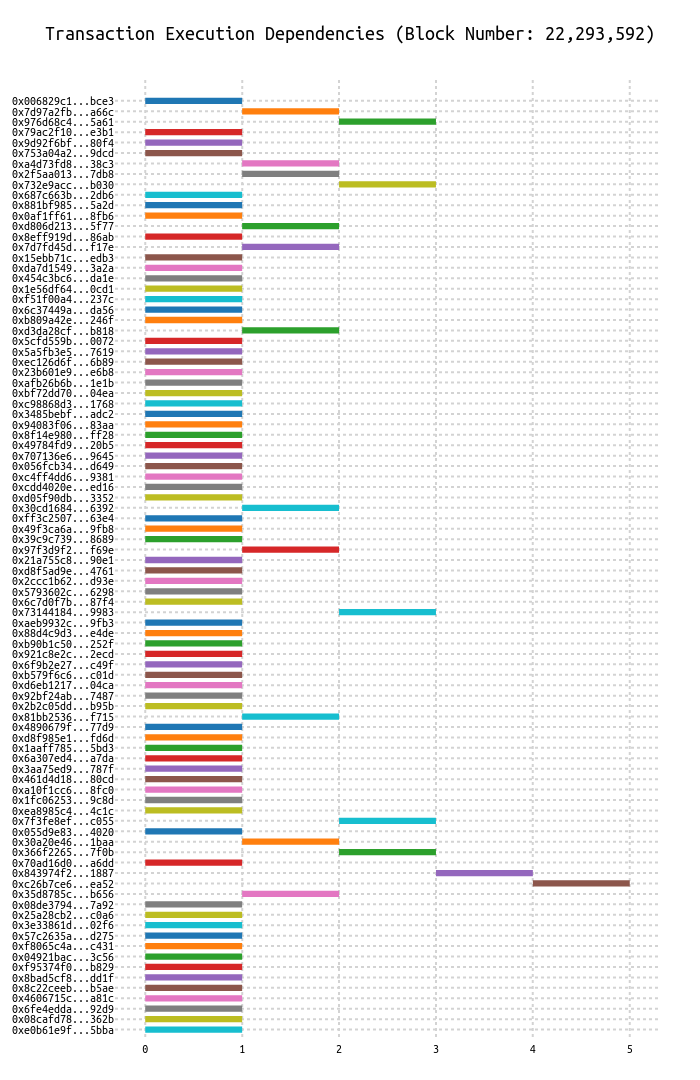 Transaction Execution Dependencies (Block Number: 22,293,592)
0x006829c1...bce3
0x7d97a2fb...a66c
0x976d68c4...5a61
0x79ac2f10...e3b1
0x9d92f6bf...80f4
0x753a04a2...9dcd
0xa4d73fd8...38c3
0x2f5aa013...7db8
0x732e9acc...b030
0x687c663b...2db6
0x881bf985...5a2d
0x0af1ff61...8fb6
0xd806d213...5f77
0x8eff919d...86ab
0x7d7fd45d...f17e
0x15ebb71c...edb3
0xda7d1549...3a2a
0x454c3bc6...da1e
0x1e56df64...0cd1
0xf51f00a4...237c
0x6c37449a...da56
0xb809a42e...246f
0xd3da28cf...b818
0x5cfd559b...0072
0x5a5fb3e5...7619
0xec126d6f...6b89
0x23b601e9...e6b8
0xafb26b6b...1e1b
0xbf72dd70...04ea
0xc98868d3...1768
0x3485bebf...adc2
0x94083f06...83aa
0x8f14e980...ff28
0x49784fd9...20b5
0x707136e6...9645
0x056fcb34...d649
0xc4ff4dd6...9381
0xcdd4020e...ed16
0xd05f90db...3352
0x30cd1684...6392
0xff3c2507...63e4
0x49f3ca6a...9fb8
0x39c9c739...8689
0x97f3d9f2...f69e
0x21a755c8...90e1
0xd8f5ad9e...4761
0x2ccc1b62...d93e
0x5793602c...6298
0x6c7d0f7b...87f4
0x73144184...9983
0xaeb9932c...9fb3
0x88d4c9d3...e4de
0xb90b1c50...252f
0x921c8e2c...2ecd
0x6f9b2e27...c49f
0xb579f6c6...c01d
0xd6eb1217...04ca
0x92bf24ab...7487
0x2b2c05dd...b95b
0x81bb2536...f715
0x4890679f...77d9
0xd8f985e1...fd6d
0x1aaff785...5bd3
0x6a307ed4...a7da
0x3aa75ed9...787f
0x461d4d18...80cd
0xa10f1cc6...8fc0
0x1fc06253...9c8d
0xea8985c4...4c1c
0x7f3fe8ef...c055
0x055d9e83...4020
0x30a20e46...1baa
0x366f2265...7f0b
0x70ad16d0...a6dd
0x843974f2...1887
0xc26b7ce6...ea52
0x35d8785c...b656
0x08de3794...7a92
0x25a28cb2...c0a6
0x3e33861d...02f6
0x57c2635a...d275
0xf8065c4a...c431
0x04921bac...3c56
0xf95374f0...b829
0x8bad5cf8...dd1f
0x8c22ceeb...b5ae
0x4606715c...a81c
0x6fe4edda...92d9
0x08cafd78...362b
0xe0b61e9f...5bba
0 1 2 3 4 5